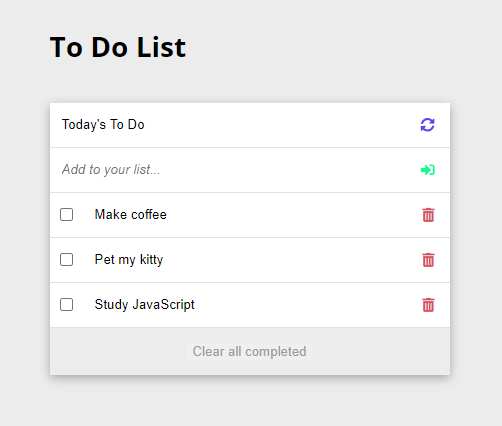 To Do List
Today's To Do
Add to your list...
Make coffee
Pet my kitty
Study JavaScript
Clear all completed